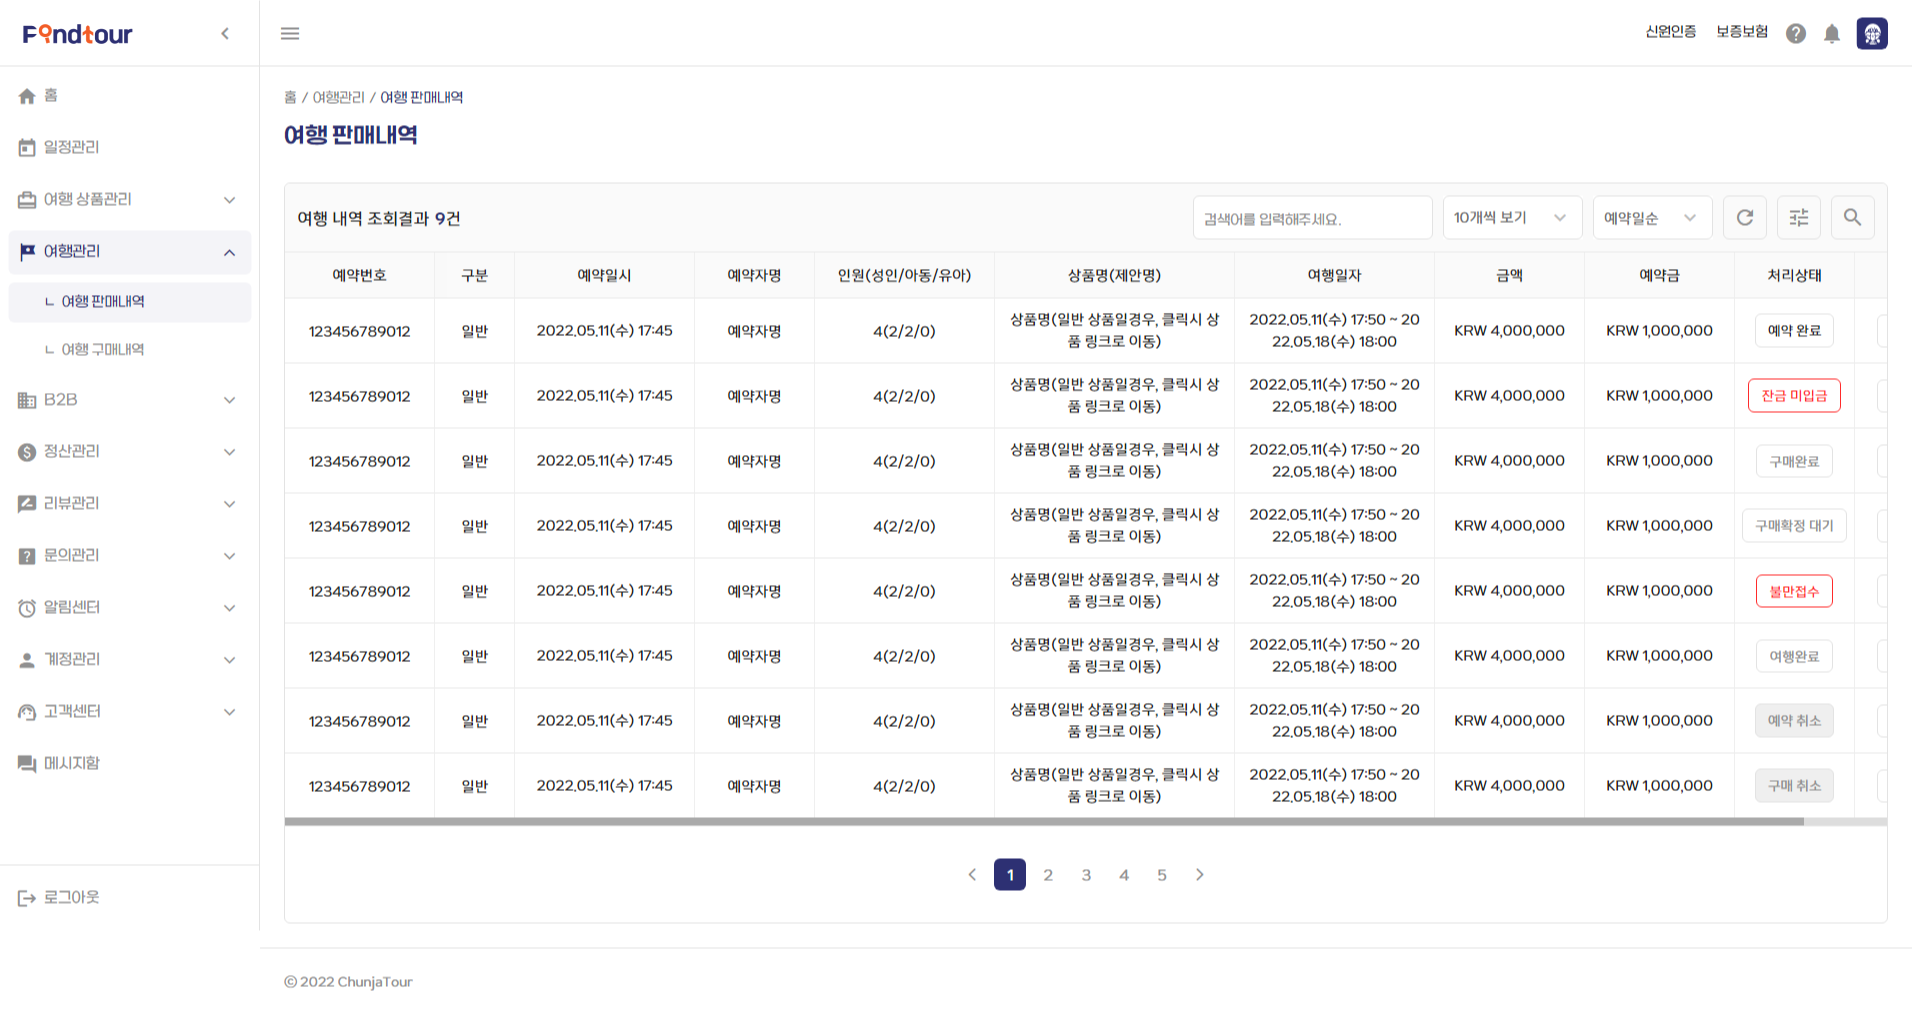 Findtour
신원인증 보증보험
홈
일정관리
여행 상품관리
여행관리
ㄴ 여행 판매내역
ㄴ 여행 구매내역
B2B
정산관리
리뷰관리
문의관리
알림센터
계정관리
고객센터
메시지함
로그아웃
홈 / 여행관리 / 여행 판매내역
여행 판매내역
여행 내역 조회결과 9건
검색어를 입력해주세요.
10개씩 보기
예약일순
예약번호 구분 예약일시 예약자명 인원(성인/아동/유아) 상품명(제안명) 여행일자 금액 예약금 처리상태
123456789012 일반 2022.05.11(수) 17:45 예약자명 4(2/2/0) 상품명(일반 상품일경우, 클릭시 상
품 링크로 이동) 2022.05.11(수) 17:50 ~ 20
22.05.18(수) 18:00 KRW 4,000,000 KRW 1,000,000 예약 완료
123456789012 일반 2022.05.11(수) 17:45 예약자명 4(2/2/0) 상품명(일반 상품일경우, 클릭시 상
품 링크로 이동) 2022.05.11(수) 17:50 ~ 20
22.05.18(수) 18:00 KRW 4,000,000 KRW 1,000,000 잔금 미입금
123456789012 일반 2022.05.11(수) 17:45 예약자명 4(2/2/0) 상품명(일반 상품일경우, 클릭시 상
품 링크로 이동) 2022.05.11(수) 17:50 ~ 20
22.05.18(수) 18:00 KRW 4,000,000 KRW 1,000,000 구매완료
123456789012 일반 2022.05.11(수) 17:45 예약자명 4(2/2/0) 상품명(일반 상품일경우, 클릭시 상
품 링크로 이동) 2022.05.11(수) 17:50 ~ 20
22.05.18(수) 18:00 KRW 4,000,000 KRW 1,000,000 구매확정 대기
123456789012 일반 2022.05.11(수) 17:45 예약자명 4(2/2/0) 상품명(일반 상품일경우, 클릭시 상
품 링크로 이동) 2022.05.11(수) 17:50 ~ 20
22.05.18(수) 18:00 KRW 4,000,000 KRW 1,000,000 불만접수
123456789012 일반 2022.05.11(수) 17:45 예약자명 4(2/2/0) 상품명(일반 상품일경우, 클릭시 상
품 링크로 이동) 2022.05.11(수) 17:50 ~ 20
22.05.18(수) 18:00 KRW 4,000,000 KRW 1,000,000 여행완료
123456789012 일반 2022.05.11(수) 17:45 예약자명 4(2/2/0) 상품명(일반 상품일경우, 클릭시 상
품 링크로 이동) 2022.05.11(수) 17:50 ~ 20
22.05.18(수) 18:00 KRW 4,000,000 KRW 1,000,000 예약 취소
123456789012 일반 2022.05.11(수) 17:45 예약자명 4(2/2/0) 상품명(일반 상품일경우, 클릭시 상
품 링크로 이동) 2022.05.11(수) 17:50 ~ 20
22.05.18(수) 18:00 KRW 4,000,000 KRW 1,000,000 구매 취소
1 2 3 4 5
© 2022 ChunjaTour